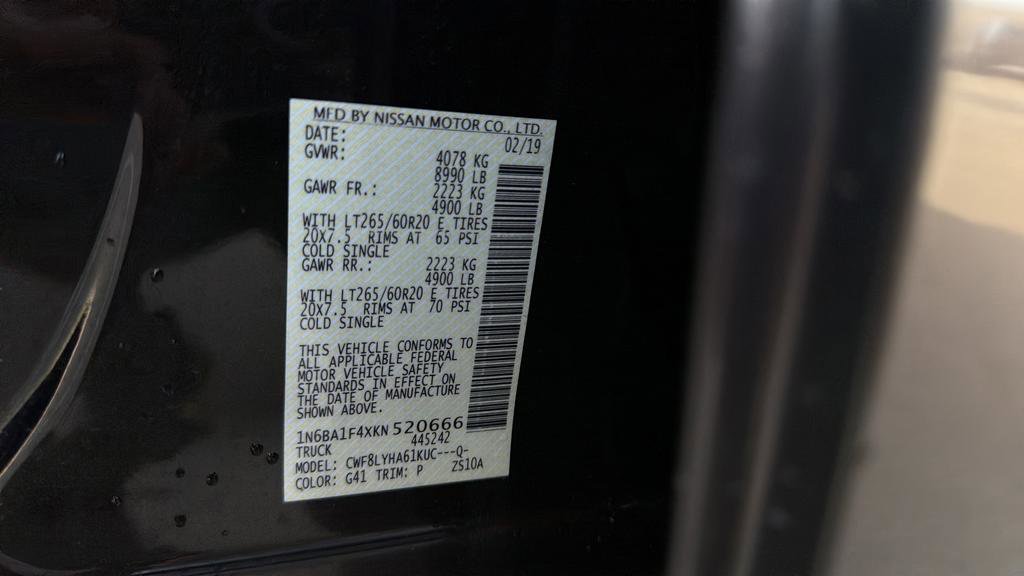 MFD BY NISSAN MOTOR CO., LTD.
DATE: 02/19
GVWR: 4078 KG
8990 LB
GAWR FR.: 2223 KG
4900 LB
WITH LT265/60R20 E TIRES
20X7.5 RIMS AT 65 PSI
COLD SINGLE
GAWR RR.: 2223 KG
4900 LB
WITH LT265/60R20 E TIRES
20X7.5 RIMS AT 70 PSI
COLD SINGLE
THIS VEHICLE CONFORMS TO
ALL APPLICABLE FEDERAL
MOTOR VEHICLE SAFETY
STANDARDS IN EFFECT ON
THE DATE OF MANUFACTURE
SHOWN ABOVE.
1N6BA1F4XKN 520666
TRUCK 445242
MODEL: CWF8LYHA61KUC---Q-
COLOR: G41 TRIM: P ZS10A